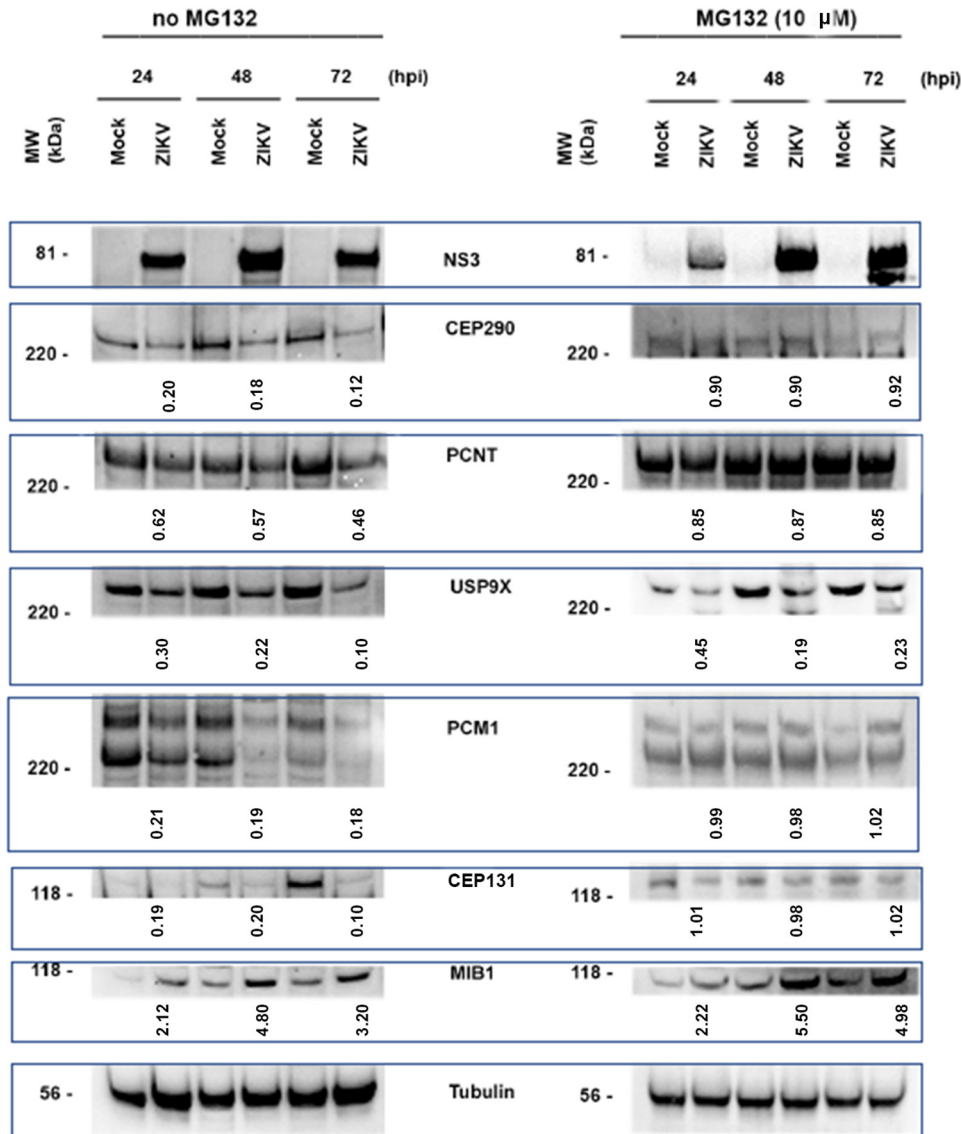 no MG132 MG132 (10 µM)
24 48 72 (hpi) 24 48 72 (hpi)
MW (kDa) Mock ZIKV Mock ZIKV Mock ZIKV MW (kDa) Mock ZIKV Mock ZIKV Mock ZIKV
81 - NS3 81 -
CEP290
220 - 220 -
0.20 0.18 0.12 0.90 0.90 0.92
PCNT
220 - 220 -
0.62 0.57 0.46 0.85 0.87 0.85
USP9X
220 - 220 -
0.30 0.22 0.10 0.45 0.19 0.23
PCM1
220 - 220 -
0.21 0.19 0.18 0.99 0.98 1.02
CEP131
118 - 118 -
0.19 0.20 0.10 1.01 0.98 1.02
118 - MIB1 118 -
2.12 4.80 3.20 2.22 5.50 4.98
56 - Tubulin 56 -